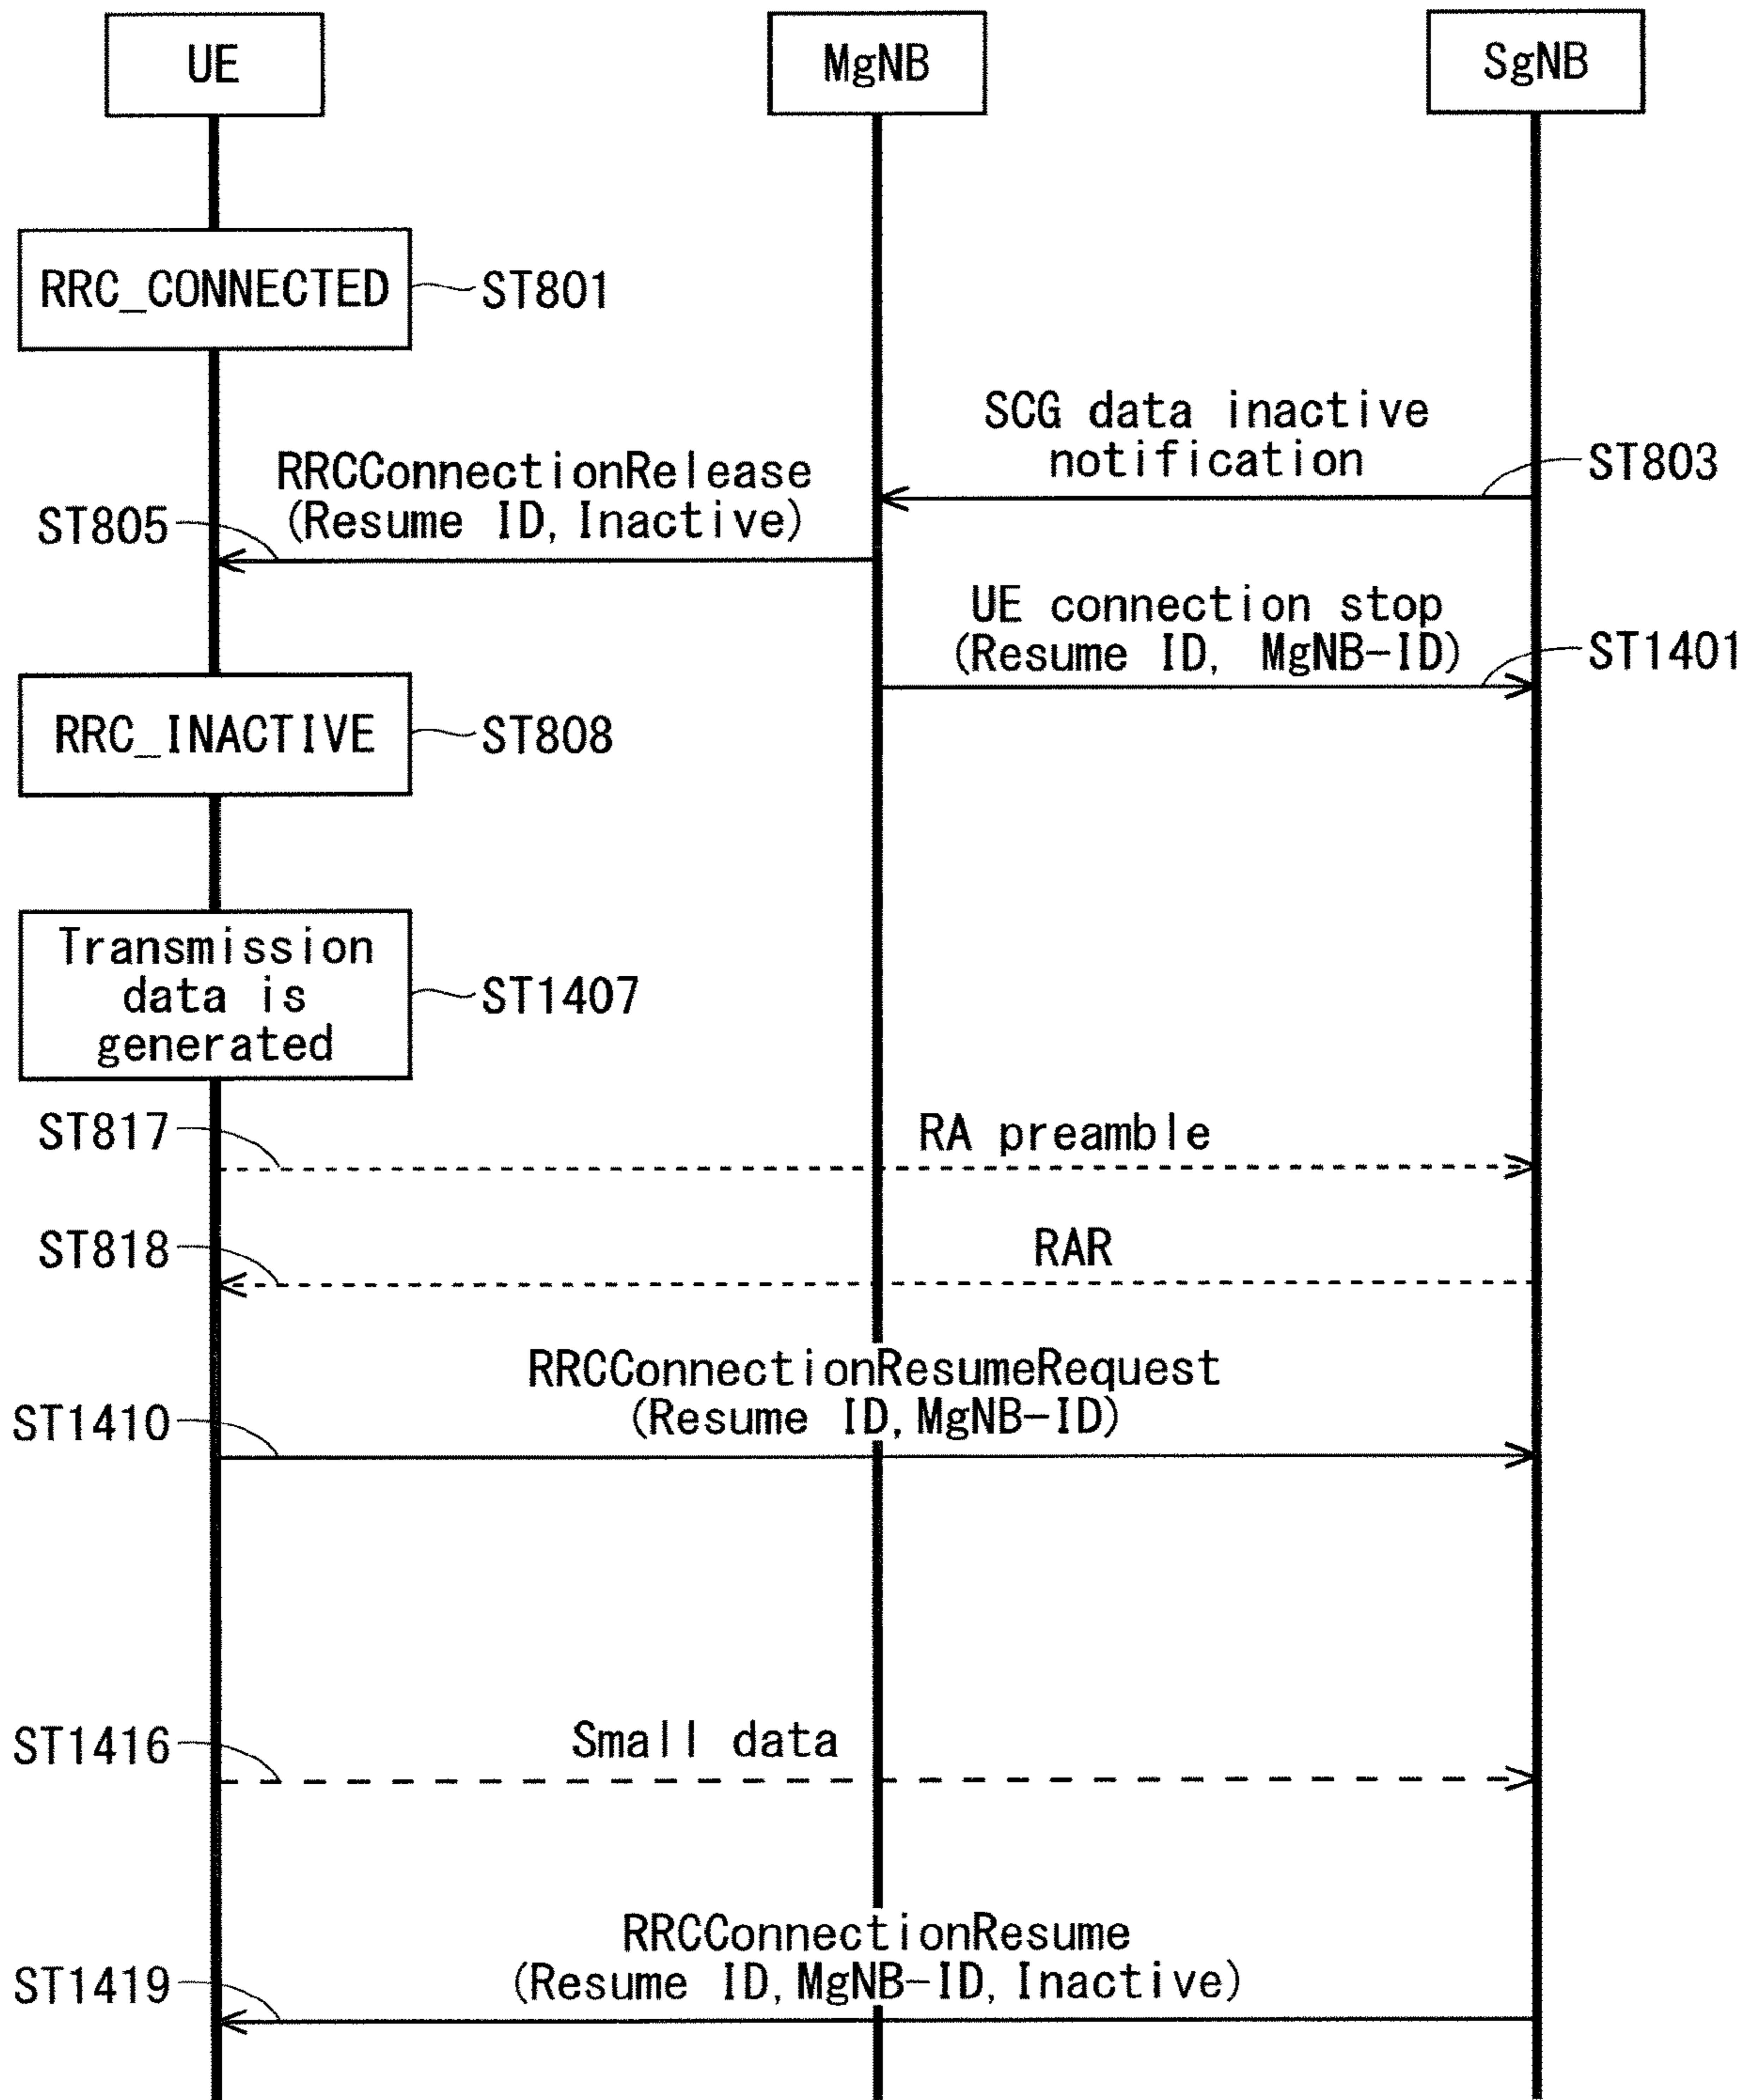 UE
MgNB
SgNB
RRC_CONNECTED
ST801
SCG data inactive
notification
ST803
RRCConnectionRelease
(Resume ID, Inactive)
ST805
UE connection stop
(Resume ID, MgNB-ID)
ST1401
RRC_INACTIVE
ST808
Transmission
data is
generated
ST1407
ST817
RA preamble
ST818
RAR
RRCConnectionResumeRequest
(Resume ID, MgNB-ID)
ST1410
ST1416
Small data
RRCConnectionResume
(Resume ID, MgNB-ID, Inactive)
ST1419